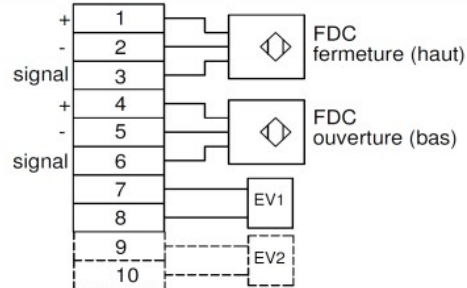 + 1
- 2
signal 3
FDC
fermeture (haut)
+ 4
- 5
signal 6
FDC
ouverture (bas)
7
8
EV1
9
10
EV2